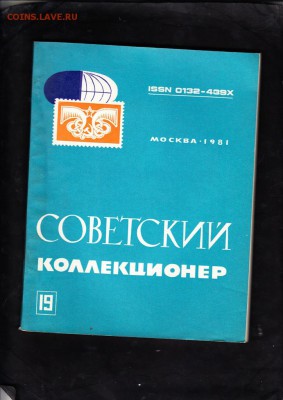 COINS.LAVE.RU
ISSN 0132-439X
МОСКВА·1981
СОВЕТСКИЙ
КОЛЛЕКЦИОНЕР
19